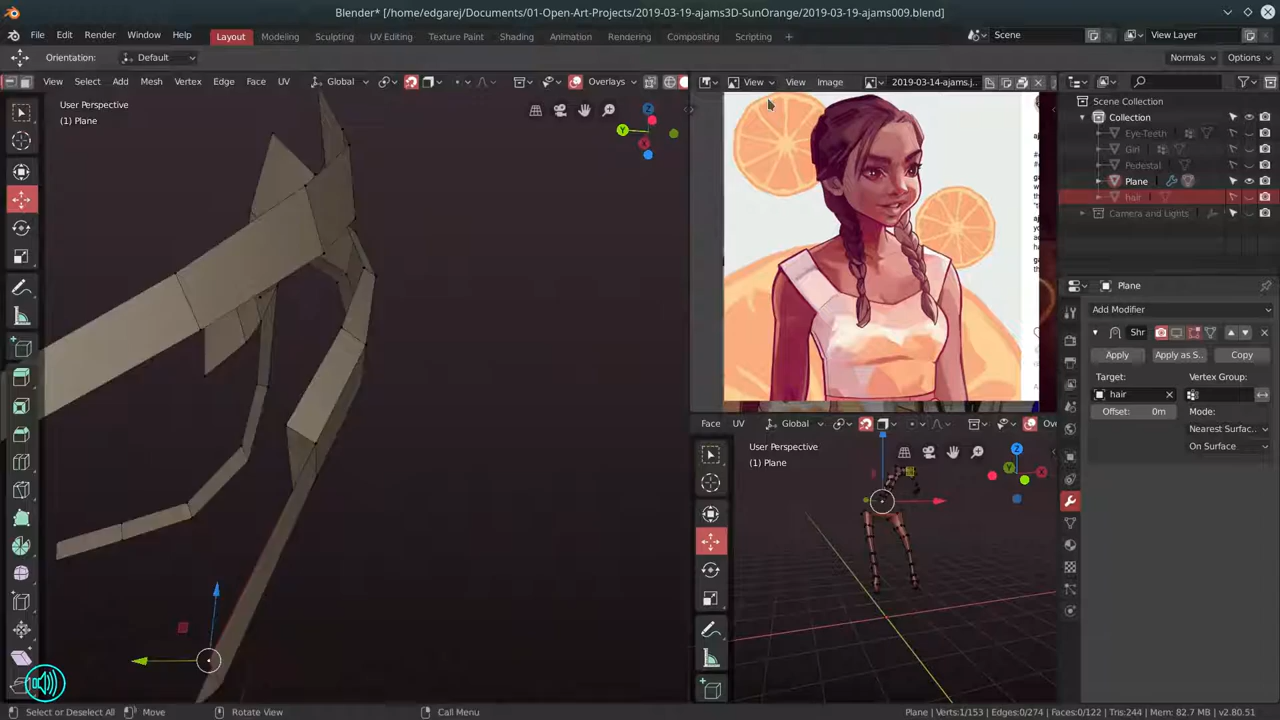 Blender* [/home/edgarej/Documents/01-Open-Art-Projects/2019-03-19-ajams3D-SunOrange/2019-03-19-ajams009.blend]
File Edit Render Window Help Layout Modeling Sculpting UV Editing Texture Paint Shading Animation Rendering Compositing Scripting Scene View Layer
Orientation: Default Normals Options
View Select Add Mesh Vertex Edge Face UV Global Overlays View View Image 2019-03-14-ajams.j..
User Perspective
(1) Plane
Scene Collection
Collection
Eye-Teeth
Girl
Pedestal
Plane
hair
Camera and Lights
Plane
Add Modifier
Shr
Apply Apply as S.. Copy
Target: Vertex Group:
hair
Offset: 0m Mode:
Nearest Surfac..
On Surface
Face UV Global Ove
User Perspective
(1) Plane
Select or Deselect All Move Rotate View Call Menu Plane | Verts:1/153 | Edges:0/274 | Faces:0/122 | Tris:244 | Mem: 82.7 MB | v2.80.51